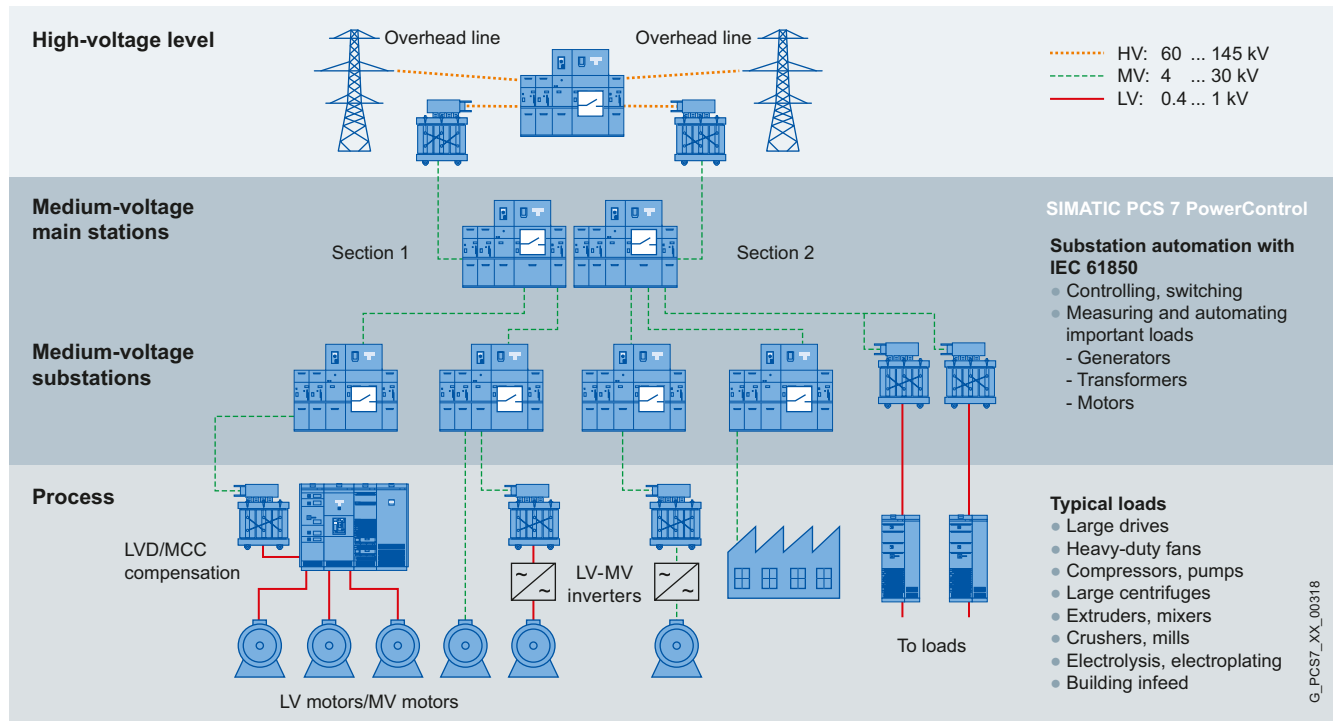 High-voltage level
Overhead line
Overhead line
HV: 60 ... 145 kV
MV: 4 ... 30 kV
LV: 0.4 ... 1 kV
Medium-voltage
main stations
Section 1
Section 2
SIMATIC PCS 7 PowerControl
Substation automation with
IEC 61850
Controlling, switching
Measuring and automating
important loads
- Generators
- Transformers
- Motors
Medium-voltage
substations
Process
LVD/MCC
compensation
LV-MV
inverters
~ ~
~ ~
To loads
LV motors/MV motors
Typical loads
Large drives
Heavy-duty fans
Compressors, pumps
Large centrifuges
Extruders, mixers
Crushers, mills
Electrolysis, electroplating
Building infeed
G_PCS7_XX_00318